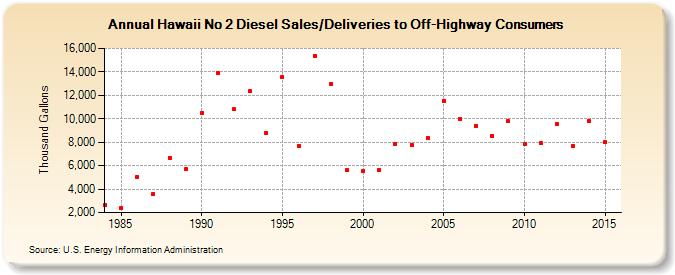 Annual Hawaii No 2 Diesel Sales/Deliveries to Off-Highway Consumers
Thousand Gallons
16,000
14,000
12,000
10,000
8,000
6,000
4,000
2,000
1985 1990 1995 2000 2005 2010 2015
Source: U.S. Energy Information Administration